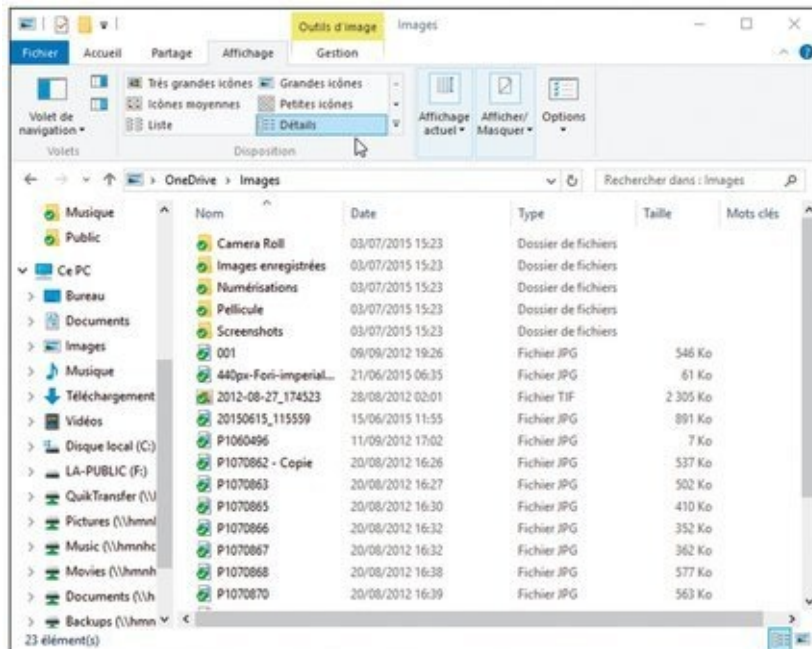 Outils d'image Images
Fichier Accueil Partage Affichage Gestion
Très grandes icônes Grandes icônes
Icônes moyennes Petites icônes
Liste Détails
Volet de navigation
Affichage actuel
Afficher/ Masquer
Options
Volets Disposition
OneDrive > Images Rechercher dans : Images
Nom Date Type Taille Mots clés
Musique
Public
Ce PC
Bureau
Documents
Images
Musique
Téléchargement
Vidéos
Disque local (C:)
LA-PUBLIC (F:)
QuikTransfer (\\l
Pictures (\\hmnl
Music (\\hmnhc
Movies (\\hmnh
Documents (\\h
Backups (\\hmn
Camera Roll 03/07/2015 15:23 Dossier de fichiers
Images enregistrées 03/07/2015 15:23 Dossier de fichiers
Numérisations 03/07/2015 15:23 Dossier de fichiers
Pellicule 03/07/2015 15:23 Dossier de fichiers
Screenshots 03/07/2015 15:23 Dossier de fichiers
001 09/09/2012 19:26 Fichier JPG 546 Ko
440px-Fori-imperial... 21/06/2015 06:35 Fichier JPG 61 Ko
2012-08-27_174523 28/08/2012 02:01 Fichier TIF 2 305 Ko
20150615_115559 15/06/2015 11:55 Fichier JPG 891 Ko
P1060496 11/09/2012 17:02 Fichier JPG 7 Ko
P1070862 - Copie 20/08/2012 16:26 Fichier JPG 537 Ko
P1070863 20/08/2012 16:27 Fichier JPG 502 Ko
P1070865 20/08/2012 16:30 Fichier JPG 410 Ko
P1070866 20/08/2012 16:32 Fichier JPG 352 Ko
P1070867 20/08/2012 16:32 Fichier JPG 362 Ko
P1070868 20/08/2012 16:38 Fichier JPG 577 Ko
P1070870 20/08/2012 16:39 Fichier JPG 563 Ko
23 élément(s)